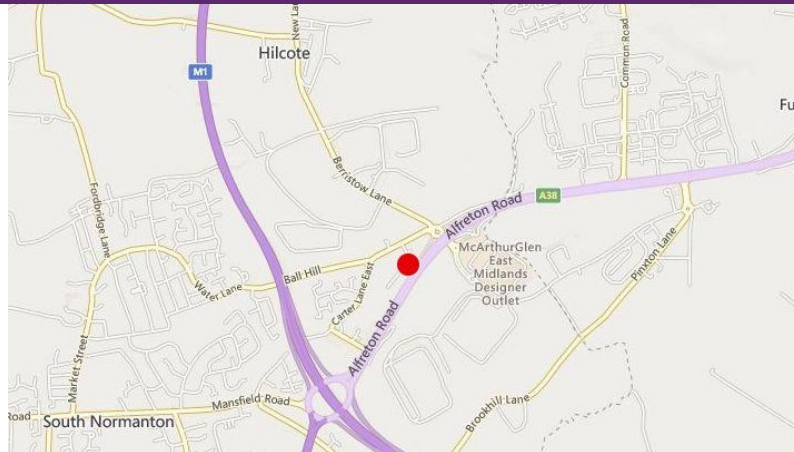 Hilcote
New Lan
M1
Common Road
Fu
Berristow Lane
Fordbridge Lane
Alfreton Road
A38
McArthurGlen
East
Midlands
Designer
Outlet
Pinxton Lane
Ball Hill
Water Lane
Carter Lane East
Alfreton Road
Market Street
Mansfield Road
Road
South Normanton
Brookhill Lane